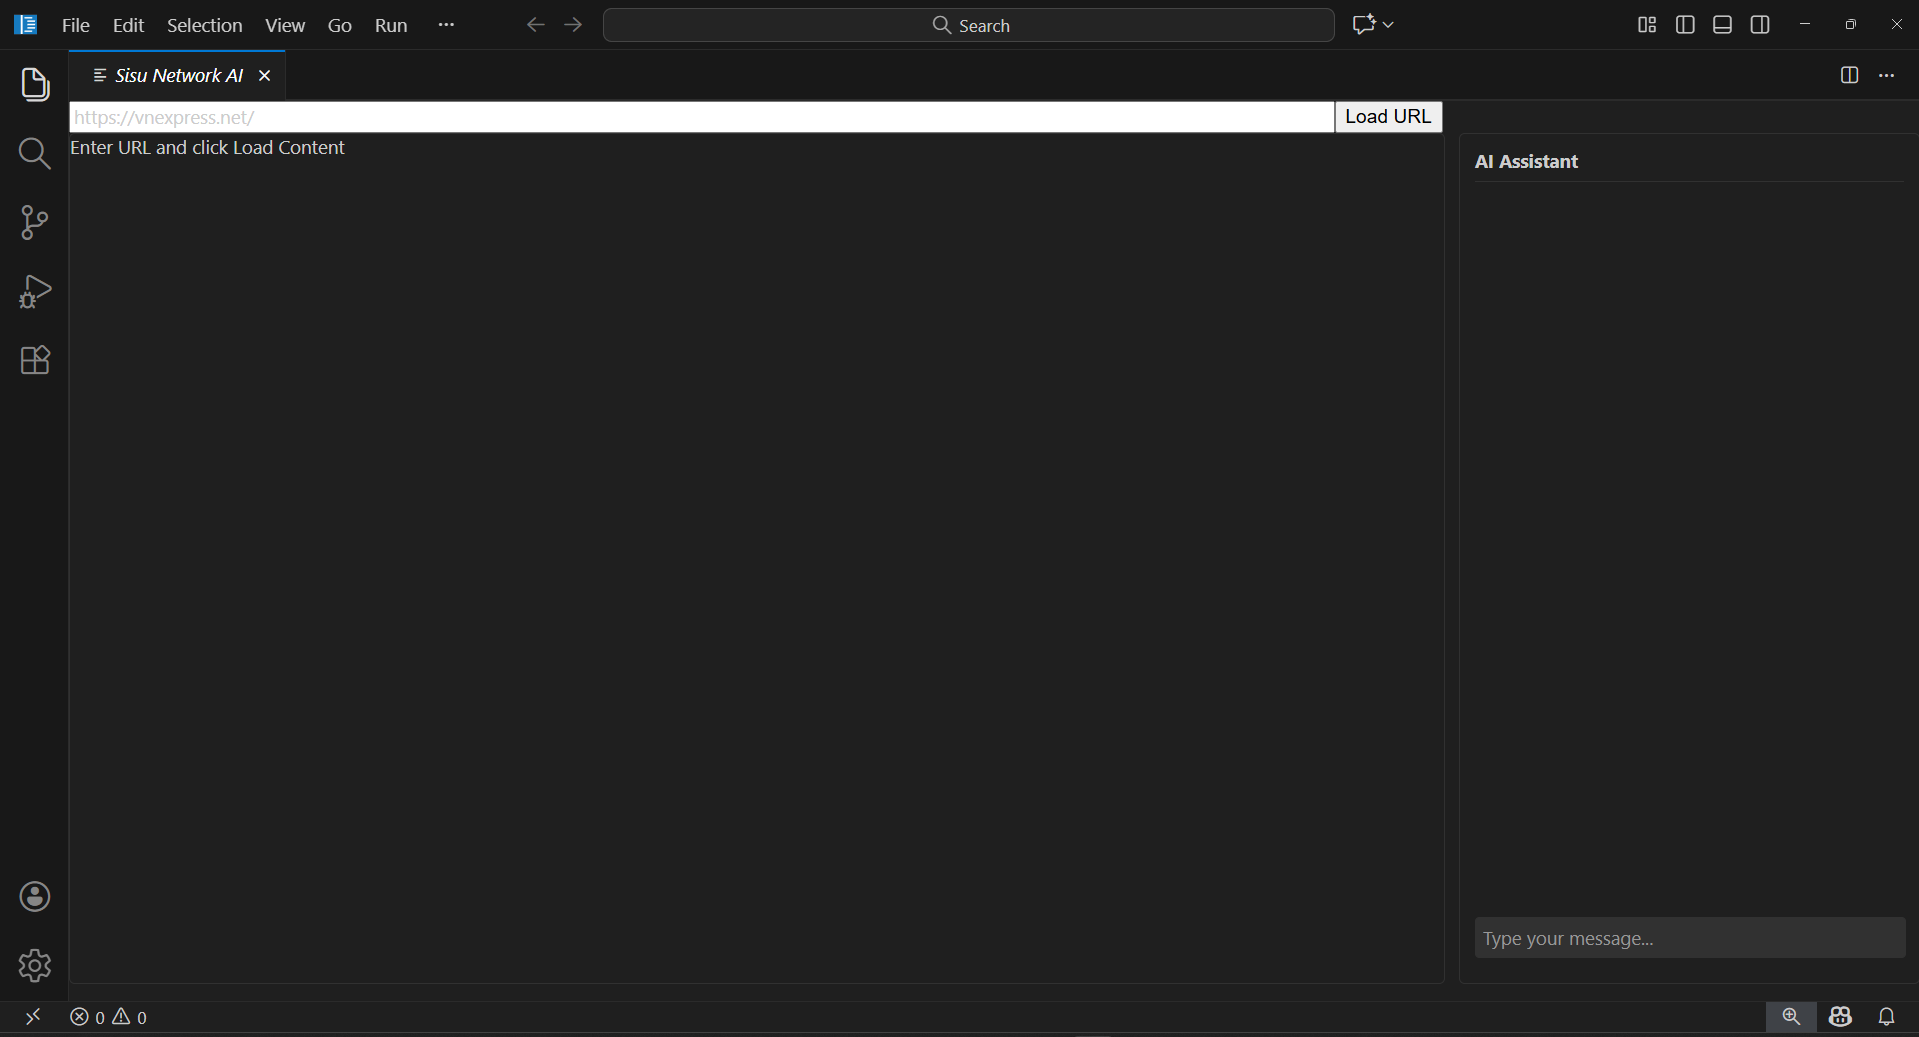 File Edit Selection View Go Run ··· Search
Sisu Network AI
https://vnexpress.net/ Load URL
Enter URL and click Load Content
AI Assistant
Type your message...
0 0